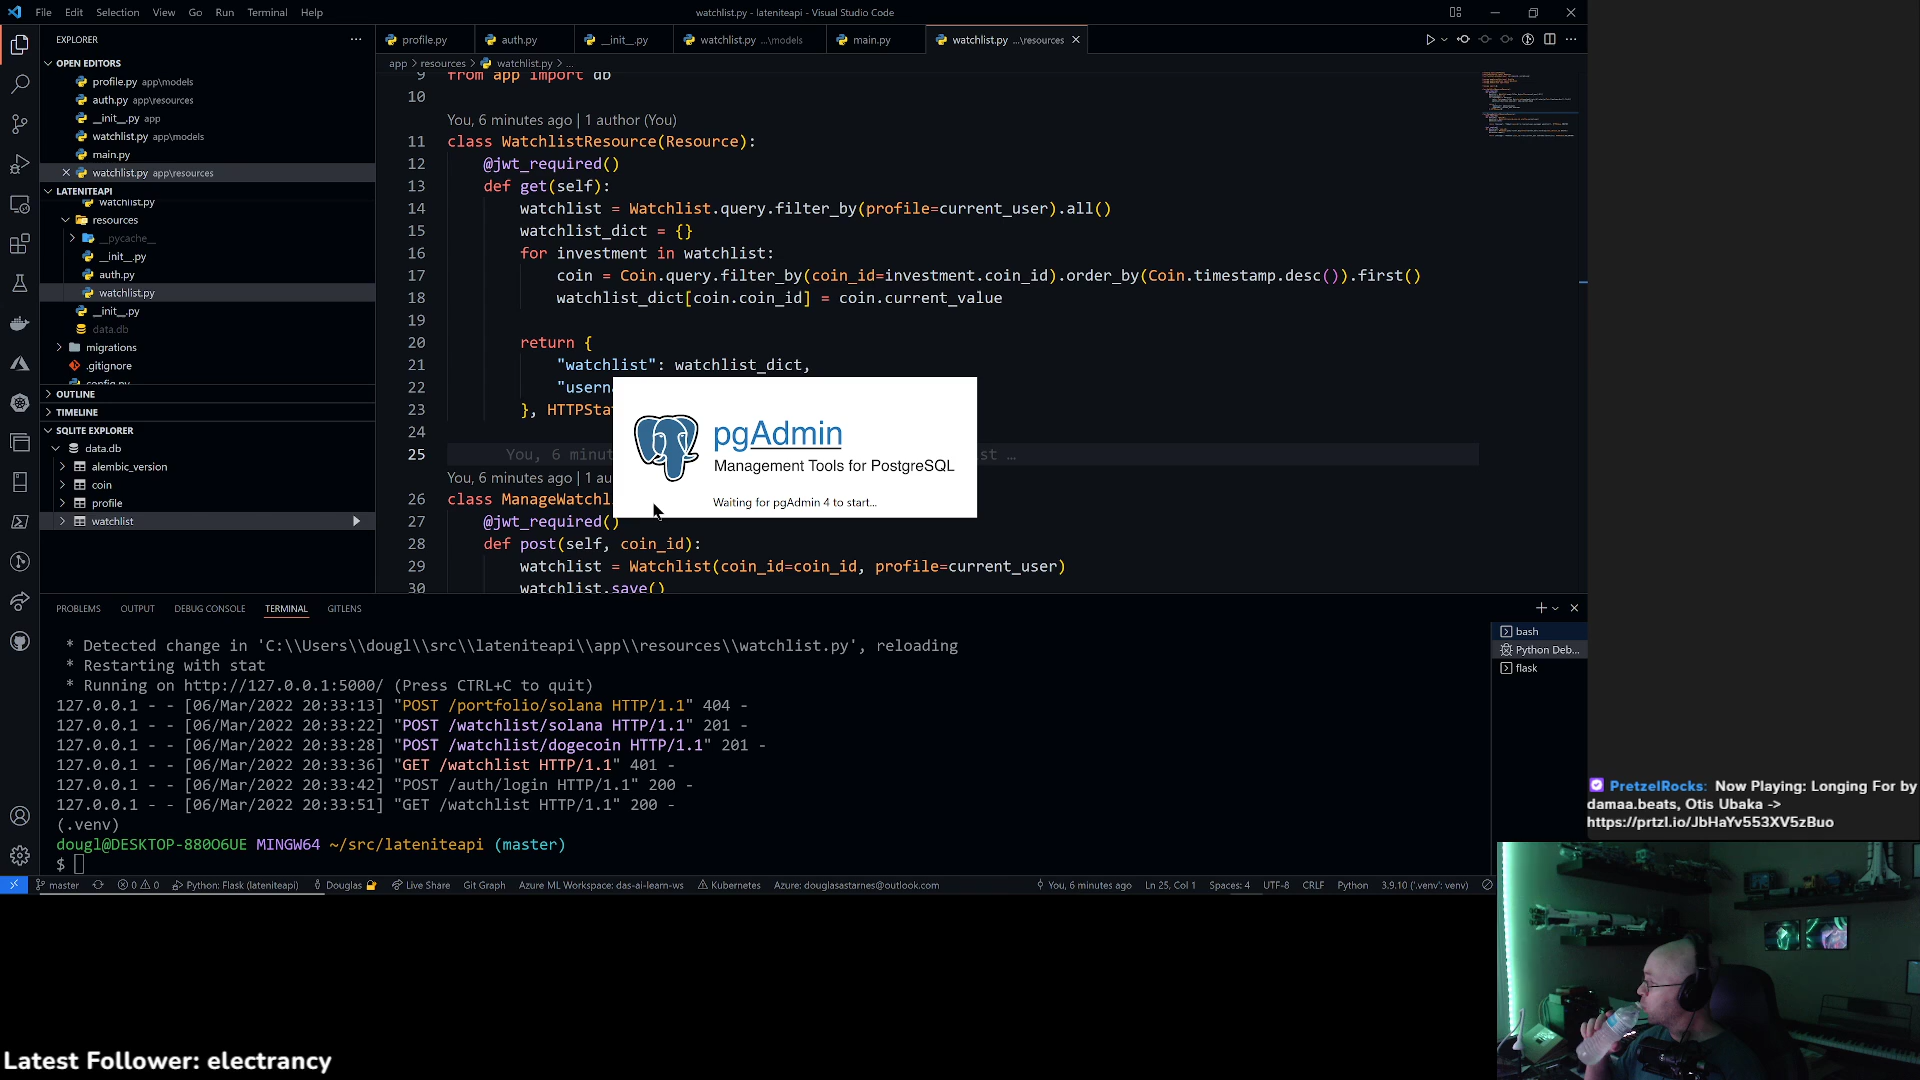 File Edit Selection View Go Run Terminal Help
watchlist.py - lateniteapi - Visual Studio Code
EXPLORER
OPEN EDITORS
profile.py app\models
auth.py app\resources
__init__.py app
watchlist.py app\models
main.py
watchlist.py app\resources
LATENITEAPI
watchlist.py
resources
__pycache__
__init__.py
auth.py
watchlist.py
__init__.py
data.db
migrations
.gitignore
config.py
OUTLINE
TIMELINE
SQLITE EXPLORER
data.db
alembic_version
coin
profile
watchlist
profile.py auth.py __init__.py watchlist.py ...\models main.py watchlist.py ...\resources
app > resources > watchlist.py > ...
9 from app import db
10
You, 6 minutes ago | 1 author (You)
11 class WatchlistResource(Resource):
12 @jwt_required()
13 def get(self):
14 watchlist = Watchlist.query.filter_by(profile=current_user).all()
15 watchlist_dict = {}
16 for investment in watchlist:
17 coin = Coin.query.filter_by(coin_id=investment.coin_id).order_by(Coin.timestamp.desc()).first()
18 watchlist_dict[coin.coin_id] = coin.current_value
19
20 return {
21 "watchlist": watchlist_dict,
22 "userna
23 }, HTTPStat
24
25 You, 6 minut st …
You, 6 minutes ago | 1 au
26 class ManageWatchl
27 @jwt_required()
28 def post(self, coin_id):
29 watchlist = Watchlist(coin_id=coin_id, profile=current_user)
30 watchlist.save()
pgAdmin
Management Tools for PostgreSQL
Waiting for pgAdmin 4 to start...
PROBLEMS OUTPUT DEBUG CONSOLE TERMINAL GITLENS
* Detected change in 'C:\\Users\\dougl\\src\\lateniteapi\\app\\resources\\watchlist.py', reloading
* Restarting with stat
* Running on http://127.0.0.1:5000/ (Press CTRL+C to quit)
127.0.0.1 - - [06/Mar/2022 20:33:13] "POST /portfolio/solana HTTP/1.1" 404 -
127.0.0.1 - - [06/Mar/2022 20:33:22] "POST /watchlist/solana HTTP/1.1" 201 -
127.0.0.1 - - [06/Mar/2022 20:33:28] "POST /watchlist/dogecoin HTTP/1.1" 201 -
127.0.0.1 - - [06/Mar/2022 20:33:36] "GET /watchlist HTTP/1.1" 401 -
127.0.0.1 - - [06/Mar/2022 20:33:42] "POST /auth/login HTTP/1.1" 200 -
127.0.0.1 - - [06/Mar/2022 20:33:51] "GET /watchlist HTTP/1.1" 200 -
(.venv)
dougl@DESKTOP-880O6UE MINGW64 ~/src/lateniteapi (master)
$
bash
Python Deb...
flask
master 0 0 Python: Flask (lateniteapi) Douglas Live Share Git Graph Azure ML Workspace: das-ai-learn-ws Kubernetes Azure: douglasastarnes@outlook.com You, 6 minutes ago Ln 25, Col 1 Spaces: 4 UTF-8 CRLF Python 3.9.10 ('.venv': venv)
PretzelRocks: Now Playing: Longing For by
damaa.beats, Otis Ubaka ->
https://prtzl.io/JbHaYv553XV5zBuo
Latest Follower: electrancy